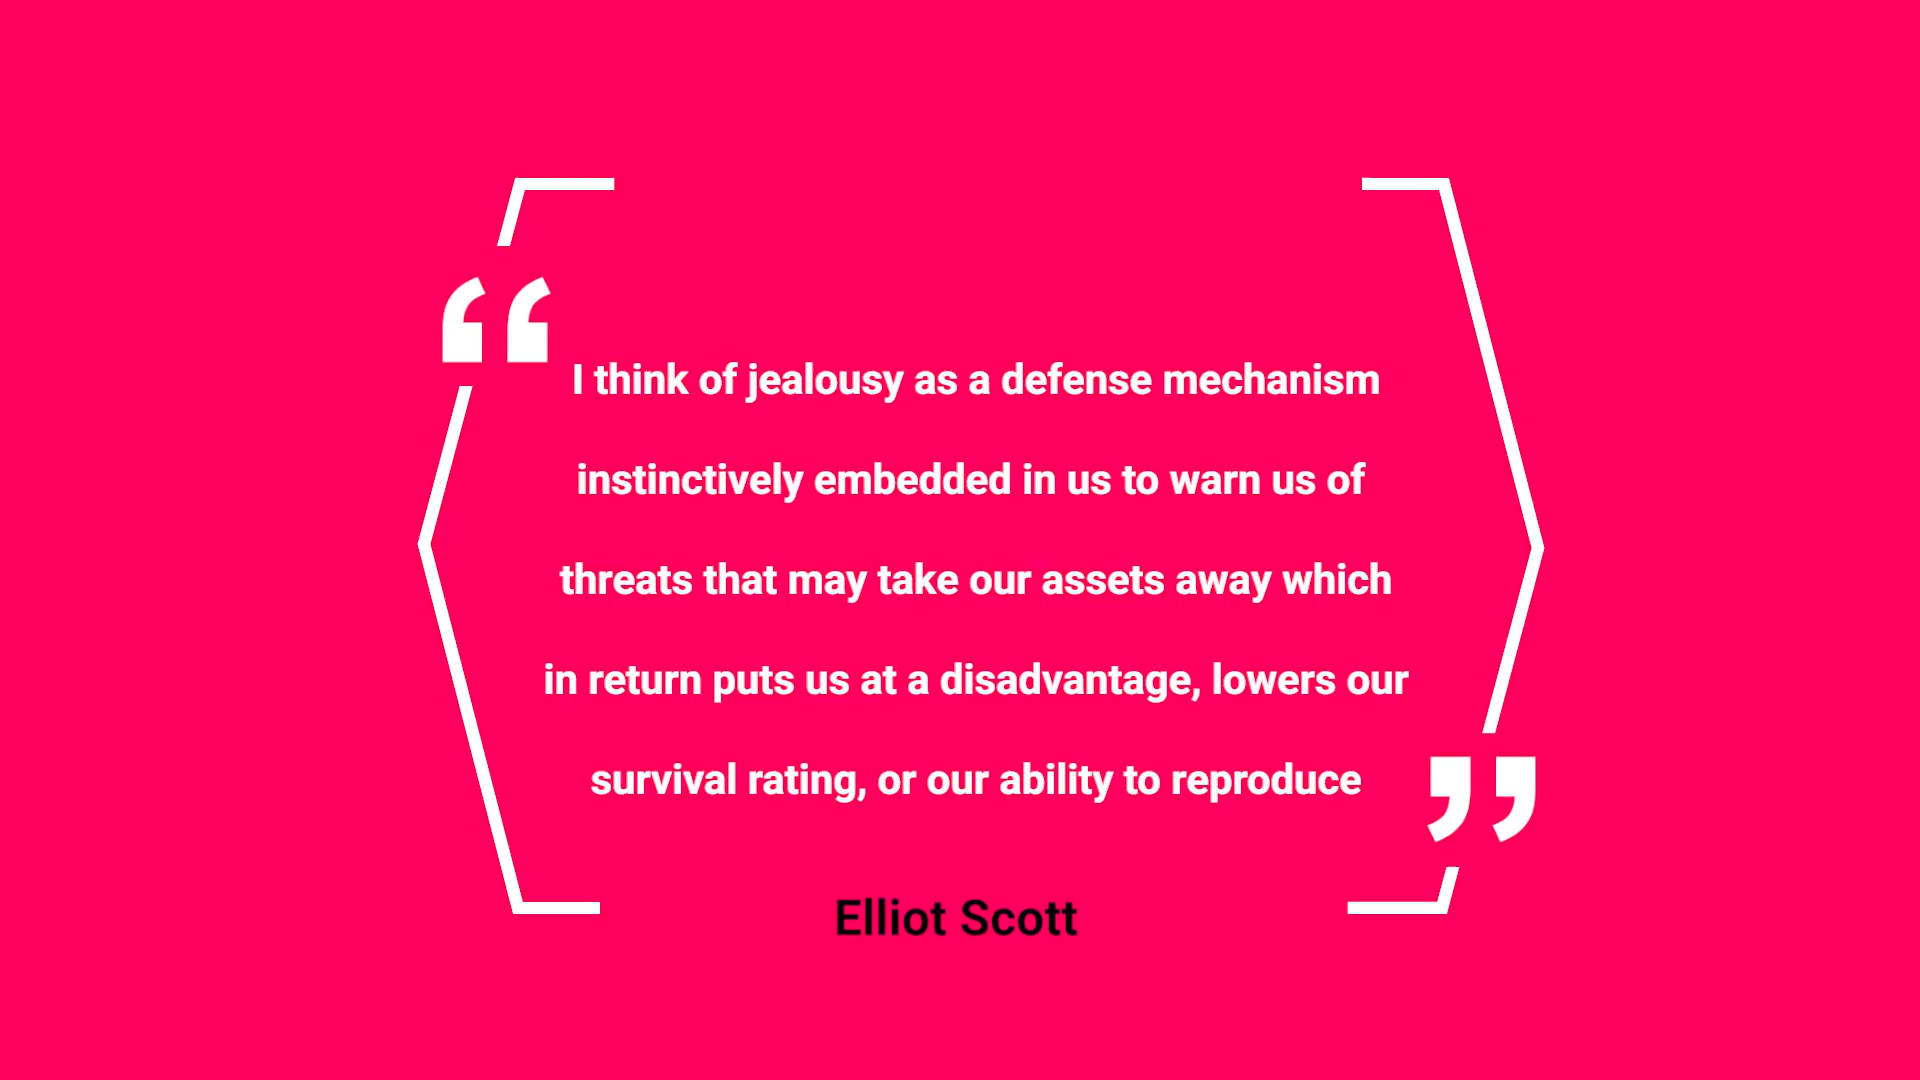 “
I think of jealousy as a defense mechanism
instinctively embedded in us to warn us of
threats that may take our assets away which
in return puts us at a disadvantage, lowers our
survival rating, or our ability to reproduce
”
Elliot Scott